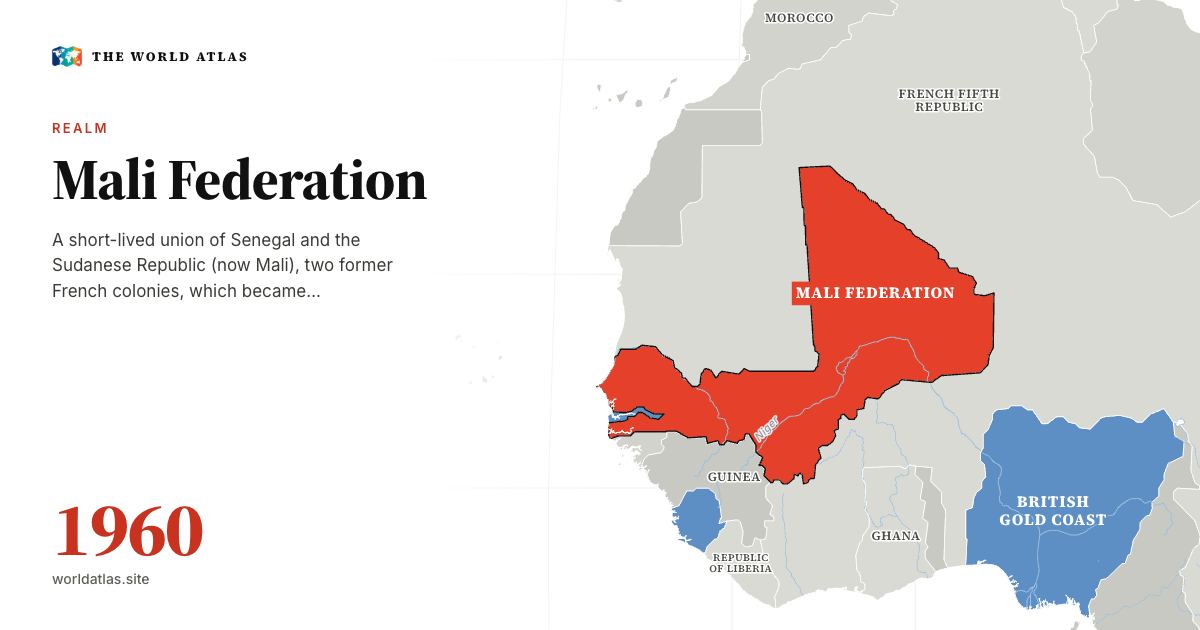 THE WORLD ATLAS
REALM
Mali Federation
A short-lived union of Senegal and the
Sudanese Republic (now Mali), two former
French colonies, which became...
1960
worldatlas.site
MOROCCO
FRENCH FIFTH
REPUBLIC
MALI FEDERATION
Niger
GUINEA
BRITISH
GOLD COAST
GHANA
REPUBLIC
OF LIBERIA